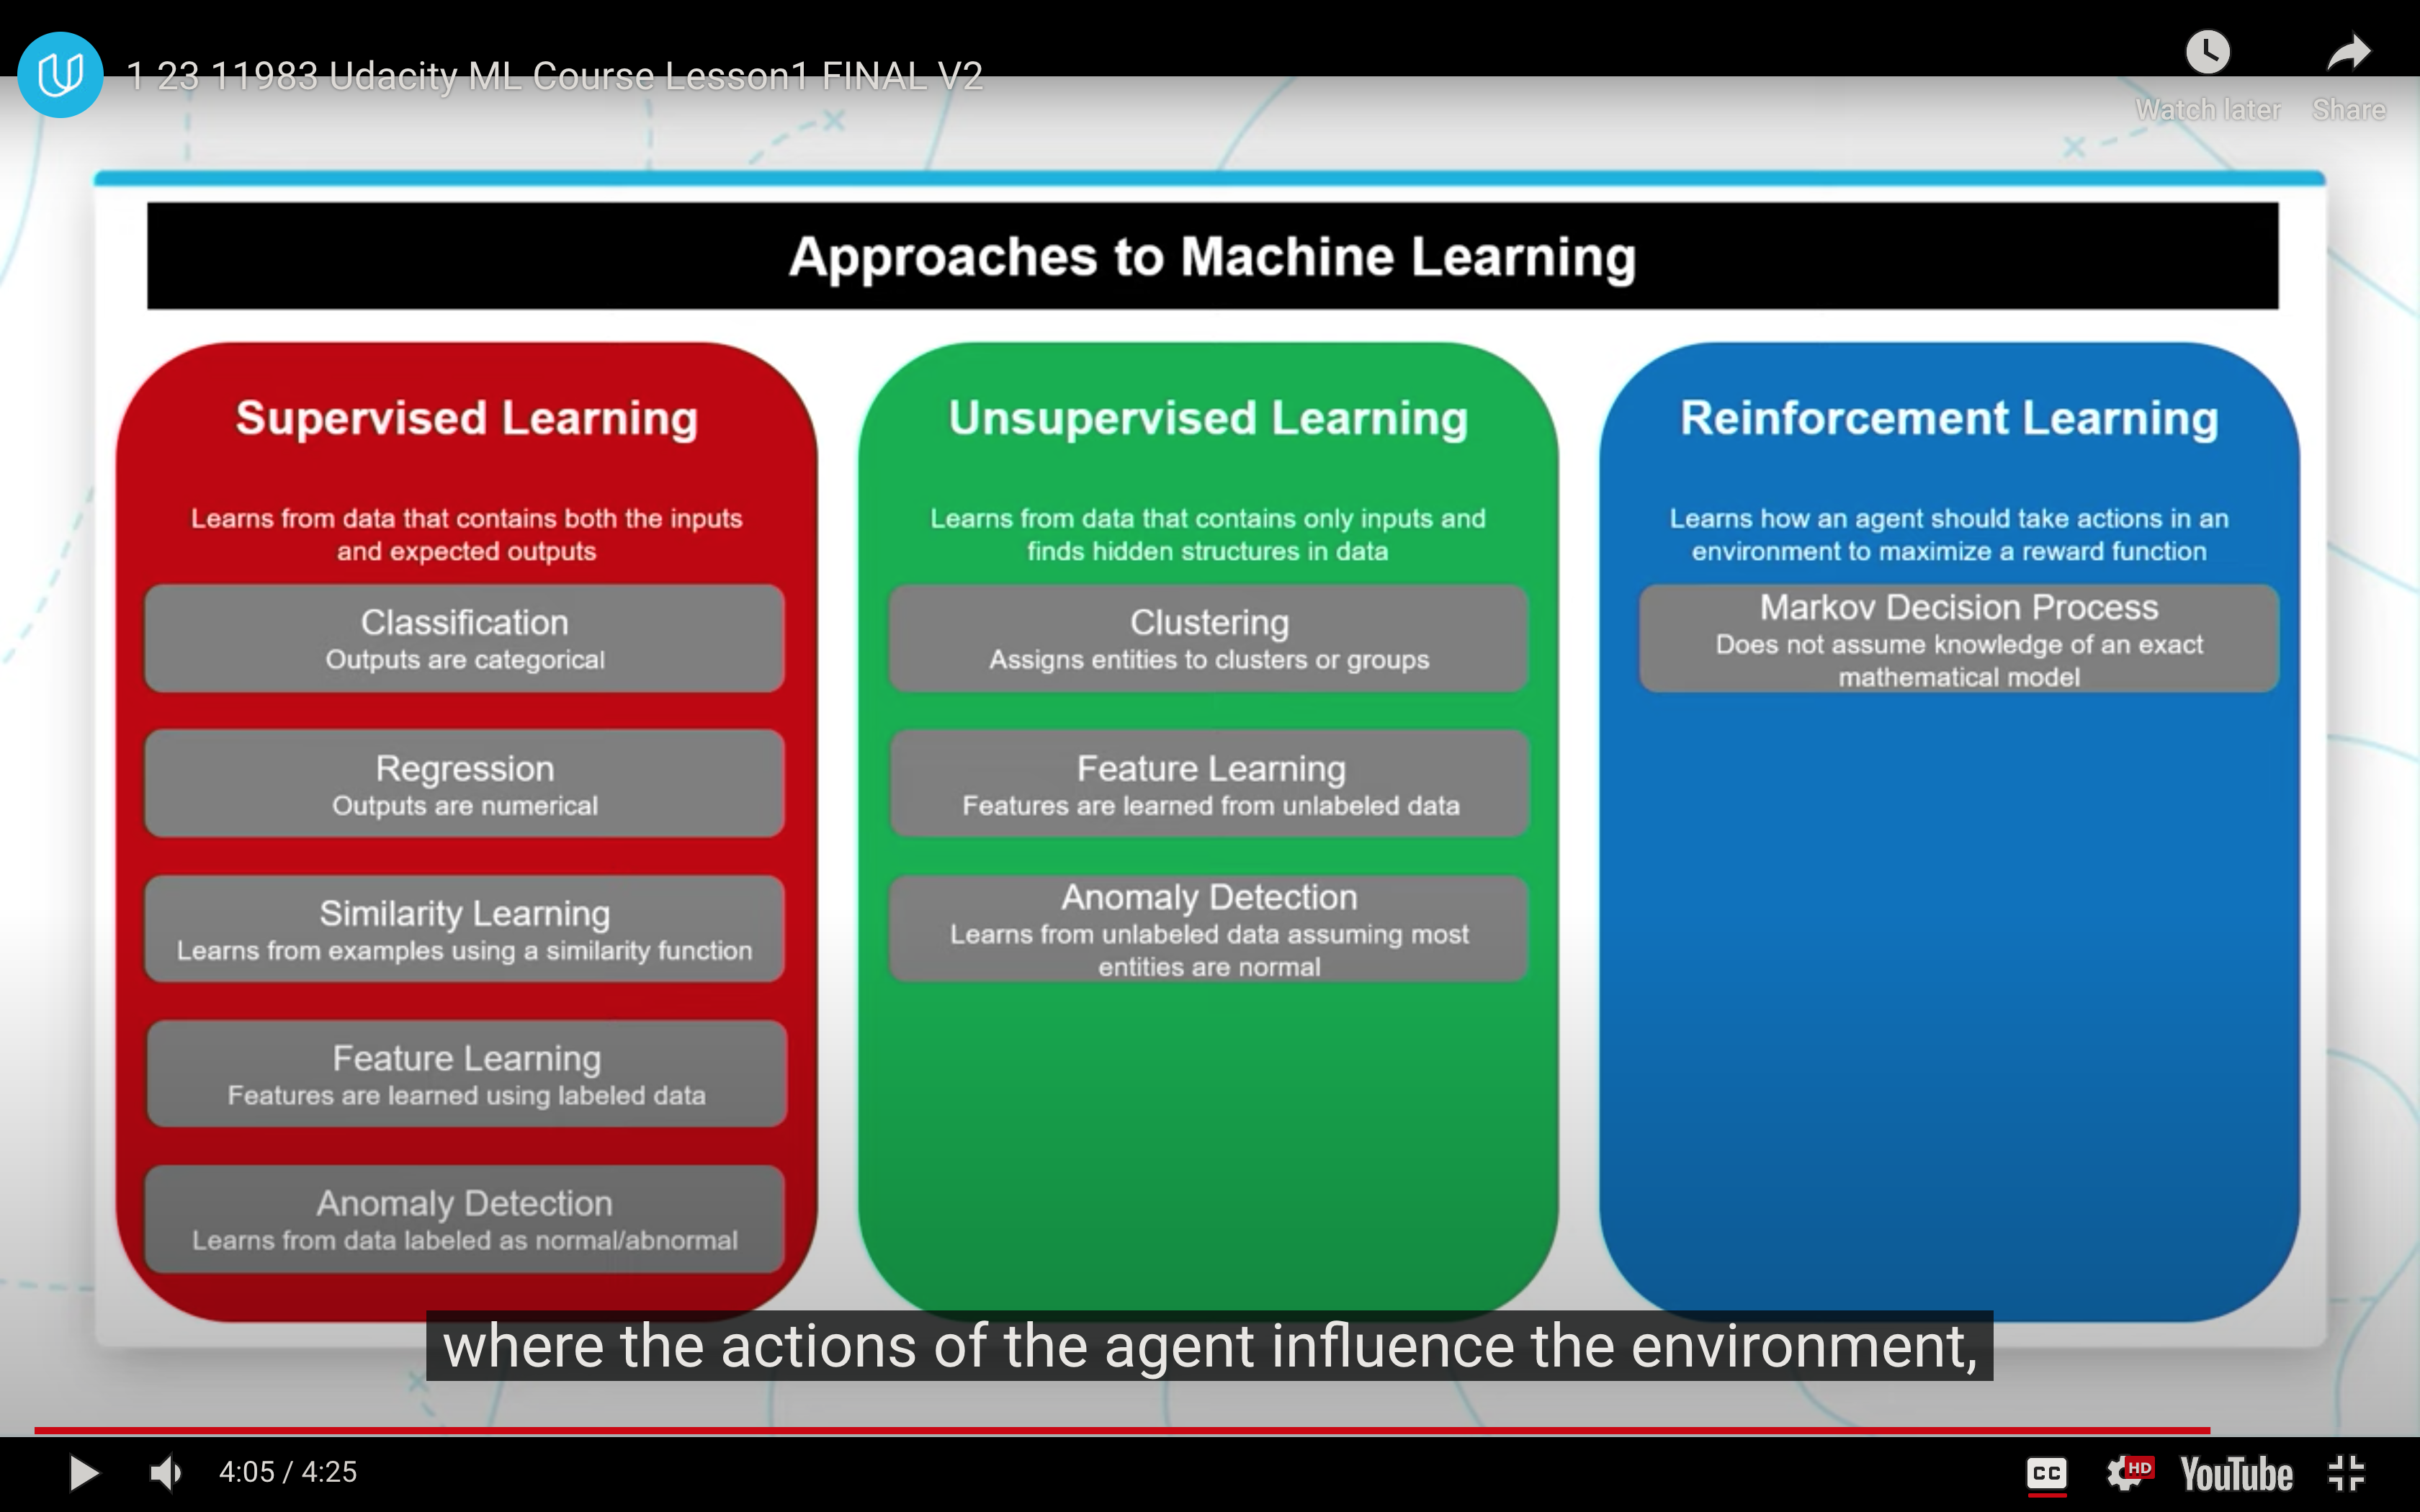 1 23 11983 Udacity ML Course Lesson1 FINAL V2
Watch later
Share
Approaches to Machine Learning
Supervised Learning
Learns from data that contains both the inputs
and expected outputs
Classification
Outputs are categorical
Regression
Outputs are numerical
Similarity Learning
Learns from examples using a similarity function
Feature Learning
Features are learned using labeled data
Anomaly Detection
Learns from data labeled as normal/abnormal
Unsupervised Learning
Learns from data that contains only inputs and
finds hidden structures in data
Clustering
Assigns entities to clusters or groups
Feature Learning
Features are learned from unlabeled data
Anomaly Detection
Learns from unlabeled data assuming most
entities are normal
Reinforcement Learning
Learns how an agent should take actions in an
environment to maximize a reward function
Markov Decision Process
Does not assume knowledge of an exact
mathematical model
where the actions of the agent influence the environment,
4:05 / 4:25
CC
HD
YouTube